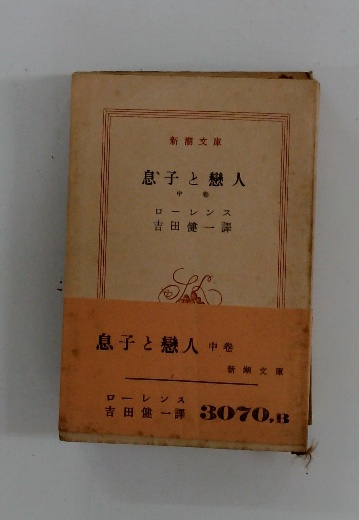 新潮文庫
息子と戀人
中卷
ローレンス
吉田健一譯
息子と戀人 中卷
新潮文庫
ローレンス
吉田健一譯
3070,B